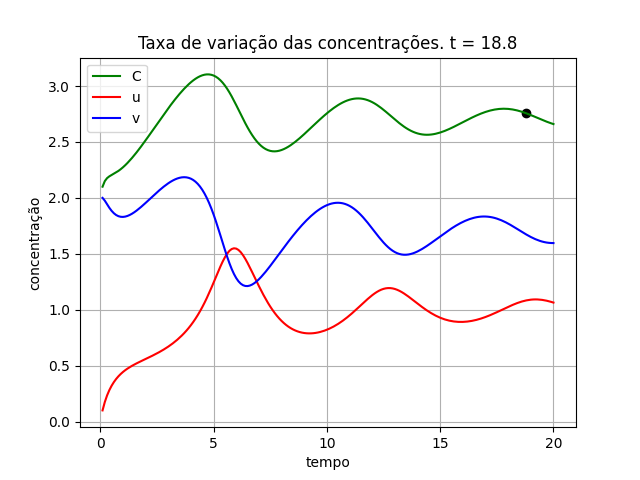 Taxa de variação das concentrações. t = 18.8
C
u
v
concentração
3.0
2.5
2.0
1.5
1.0
0.5
0.0
0
5
10
15
20
tempo